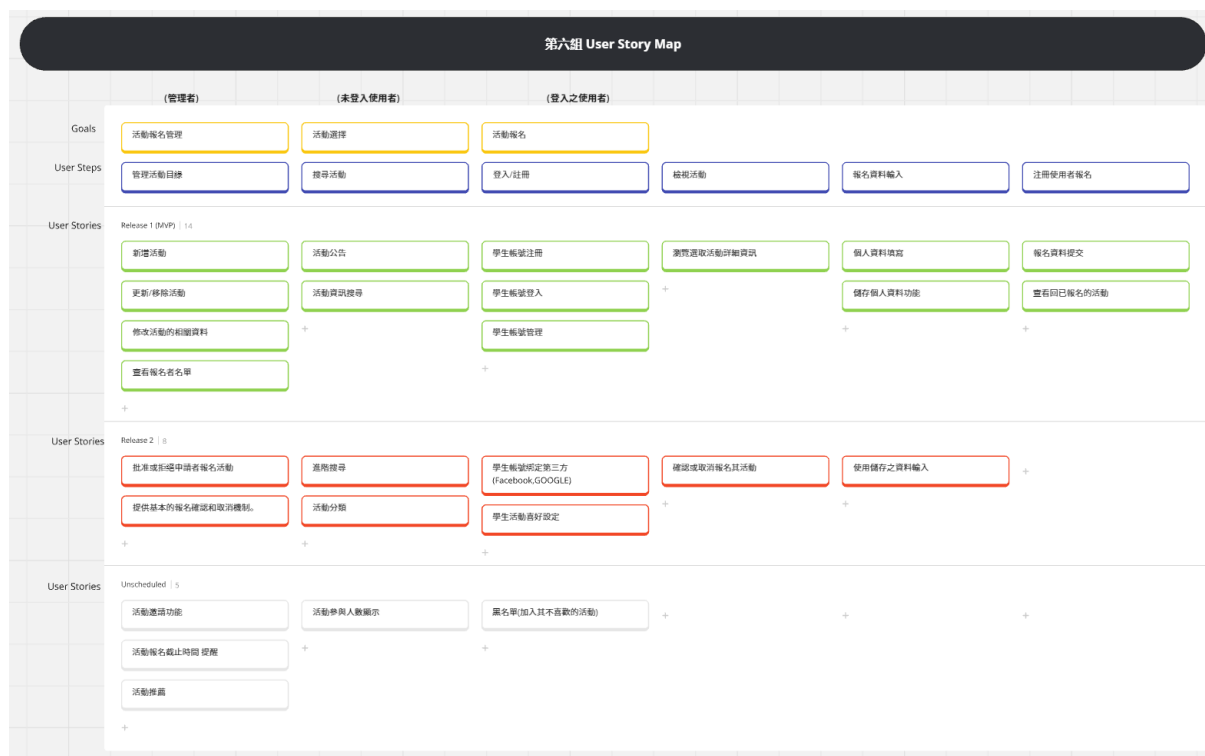 第六組 User Story Map
(管理者)
(未登入使用者)
(登入之使用者)
Goals
活動報名管理
活動選擇
活動報名
User Steps
管理活動目錄
搜尋活動
登入/註冊
檢視活動
報名資料輸入
注冊使用者報名
User Stories
Release 1 (MVP) | 14
新增活動
活動公告
學生帳號注冊
瀏覽選取活動詳細資訊
個人資料填寫
報名資料提交
更新/移除活動
活動資訊搜尋
學生帳號登入
儲存個人資料功能
查看回已報名的活動
修改活動的相關資料
學生帳號管理
查看報名者名單
User Stories
Release 2 | 8
批准或拒絕申請者報名活動
進階搜尋
學生帳號綁定第三方
(Facebook,GOOGLE)
確認或取消報名其活動
使用儲存之資料輸入
提供基本的報名確認和取消機制。
活動分類
學生活動喜好設定
User Stories
Unscheduled | 5
活動邀請功能
活動參與人數顯示
黑名單(加入其不喜歡的活動)
活動報名截止時間 提醒
活動推薦